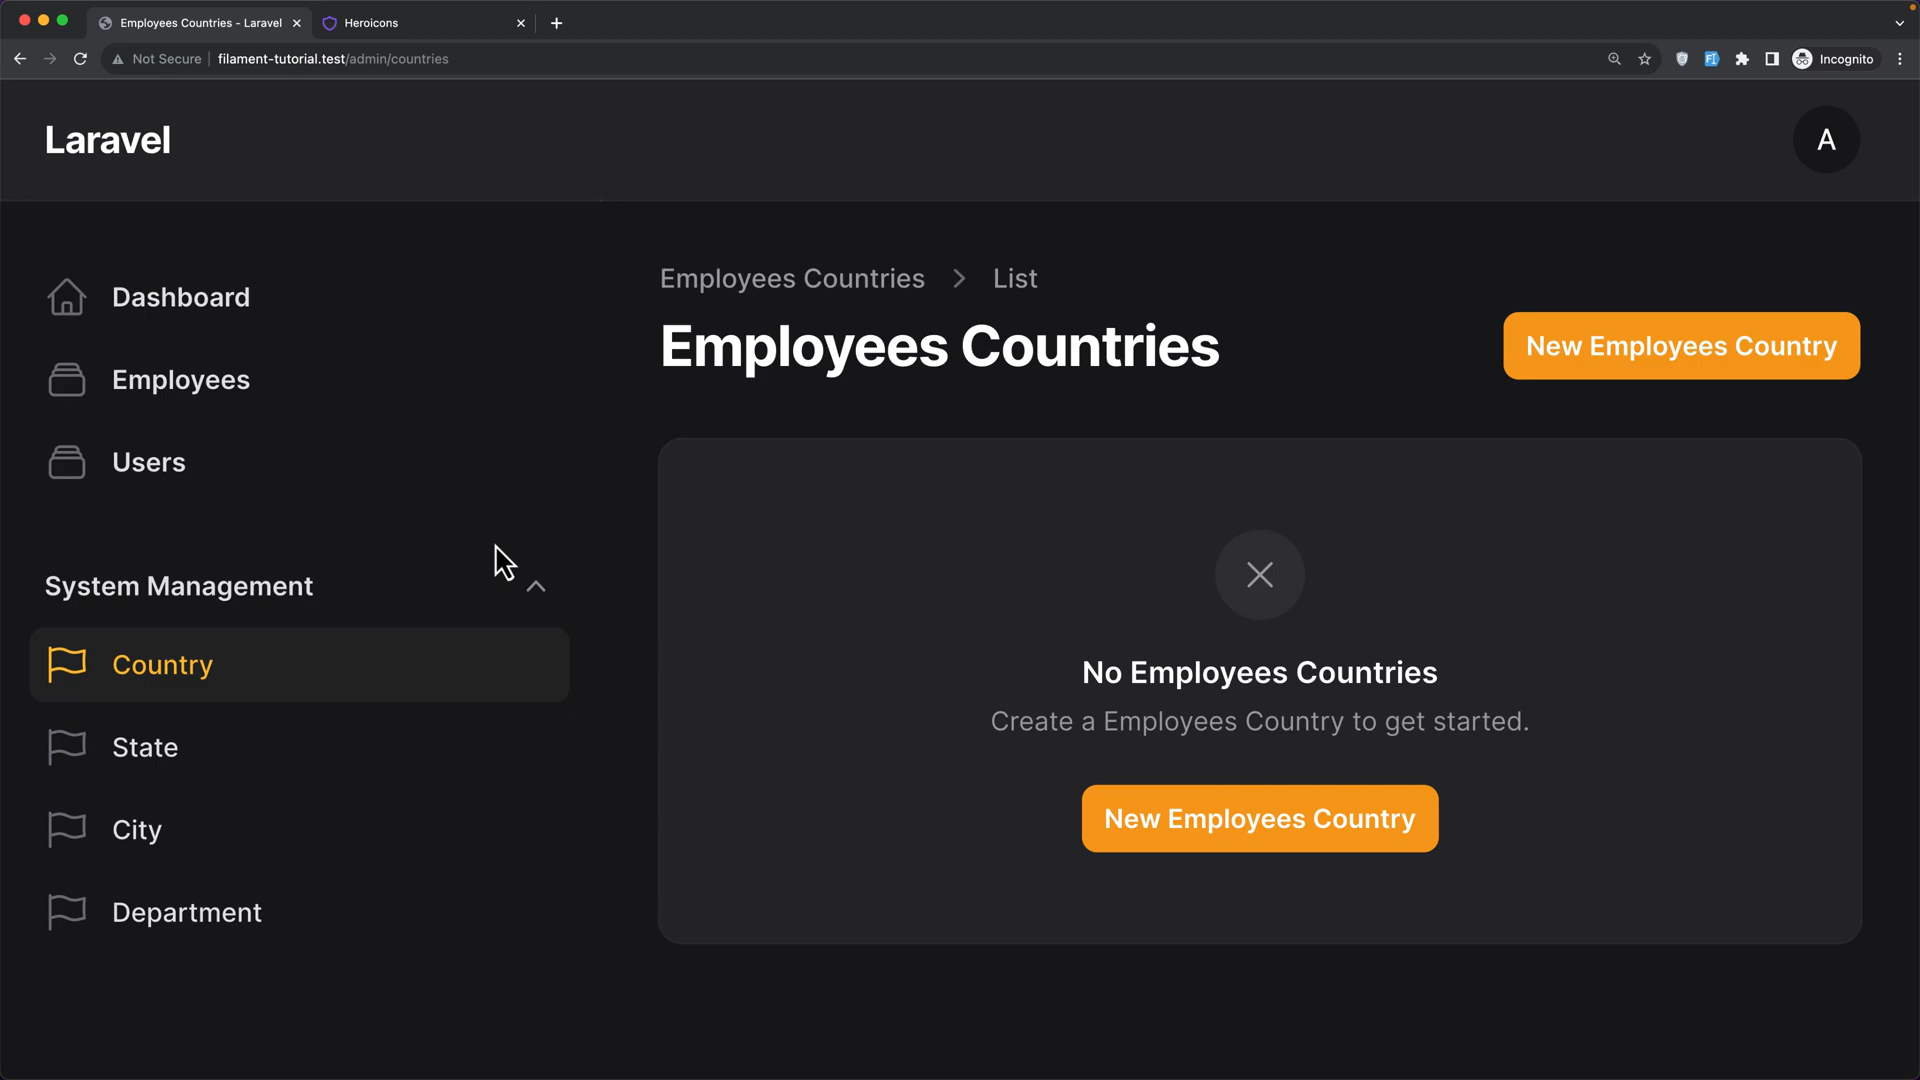 Employees Countries - Laravel
Heroicons
Not Secure
filament-tutorial.test/admin/countries
Incognito
Laravel
A
Dashboard
Employees
Users
System Management
Country
State
City
Department
Employees Countries > List
Employees Countries
New Employees Country
No Employees Countries
Create a Employees Country to get started.
New Employees Country